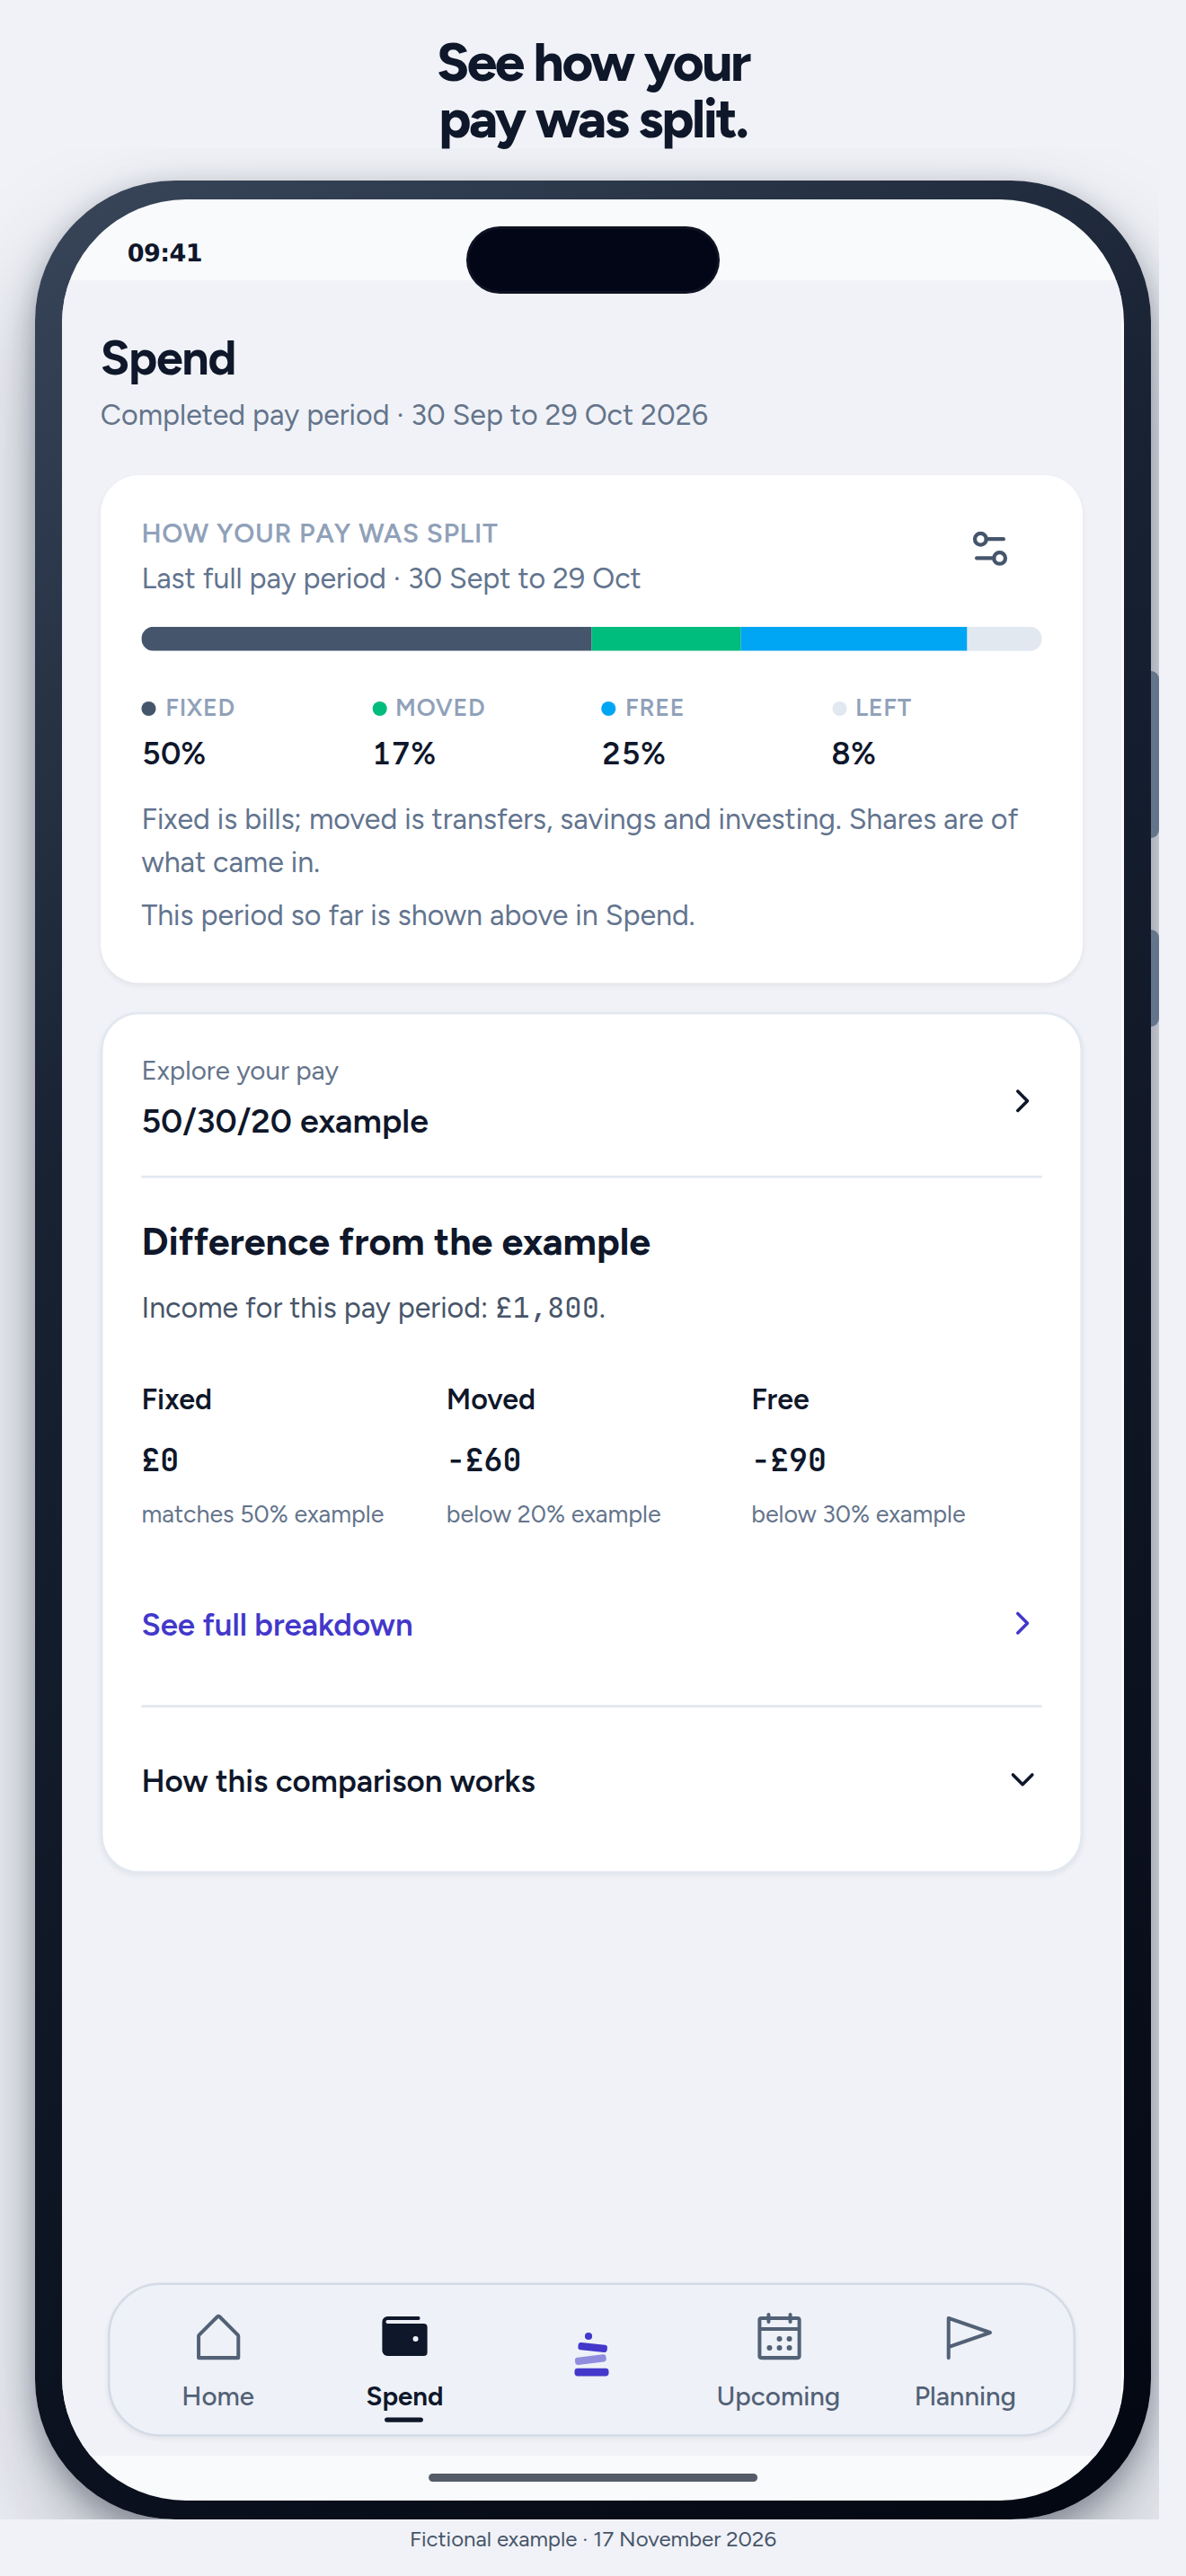 See how your
pay was split.
09:41
Spend
Completed pay period · 30 Sep to 29 Oct 2026
HOW YOUR PAY WAS SPLIT
Last full pay period · 30 Sept to 29 Oct
FIXED MOVED FREE LEFT
50% 17% 25% 8%
Fixed is bills; moved is transfers, savings and investing. Shares are of
what came in.
This period so far is shown above in Spend.
Explore your pay
50/30/20 example
Difference from the example
Income for this pay period: £1,800.
Fixed Moved Free
£0 -£60 -£90
matches 50% example below 20% example below 30% example
See full breakdown
How this comparison works
Home Spend Upcoming Planning
Fictional example · 17 November 2026